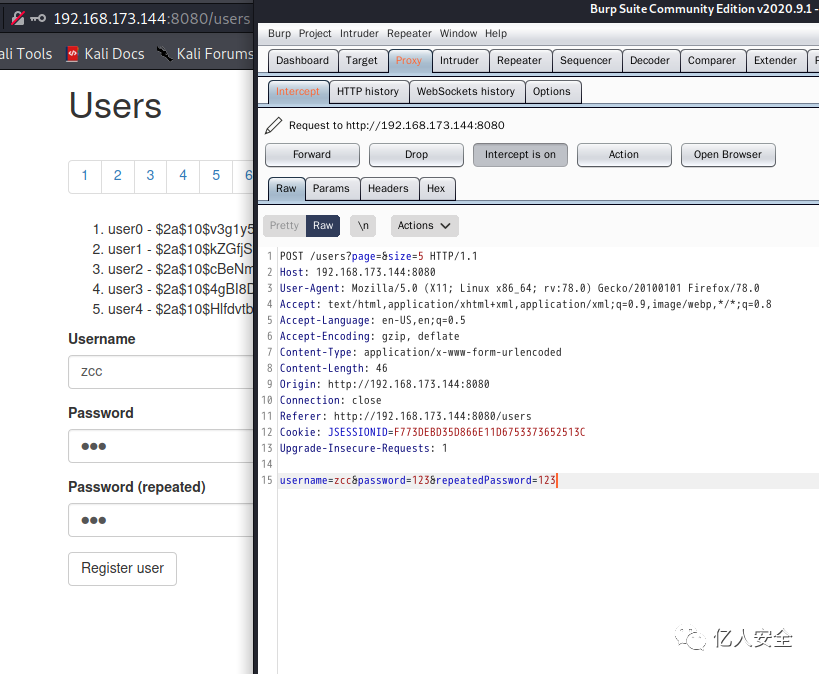 192.168.173.144:8080/users
ali Tools Kali Docs Kali Forums
Users
1 2 3 4 5 6
1. user0 - $2a$10$v3g1y5
2. user1 - $2a$10$kZGfjS
3. user2 - $2a$10$cBeNm
4. user3 - $2a$10$4gBI8D
5. user4 - $2a$10$Hlfdvtb
Username
zcc
Password
●●●
Password (repeated)
●●●
Register user
Burp Suite Community Edition v2020.9.1 -
Burp Project Intruder Repeater Window Help
Dashboard Target Proxy Intruder Repeater Sequencer Decoder Comparer Extender
Intercept HTTP history WebSockets history Options
Request to http://192.168.173.144:8080
Forward Drop Intercept is on Action Open Browser
Raw Params Headers Hex
Pretty Raw \n Actions
1 POST /users?page=&size=5 HTTP/1.1
2 Host: 192.168.173.144:8080
3 User-Agent: Mozilla/5.0 (X11; Linux x86_64; rv:78.0) Gecko/20100101 Firefox/78.0
4 Accept: text/html,application/xhtml+xml,application/xml;q=0.9,image/webp,*/*;q=0.8
5 Accept-Language: en-US,en;q=0.5
6 Accept-Encoding: gzip, deflate
7 Content-Type: application/x-www-form-urlencoded
8 Content-Length: 46
9 Origin: http://192.168.173.144:8080
10 Connection: close
11 Referer: http://192.168.173.144:8080/users
12 Cookie: JSESSIONID=F773DEBD35D866E11D6753373652513C
13 Upgrade-Insecure-Requests: 1
14
15 username=zcc&password=123&repeatedPassword=123
亿人安全